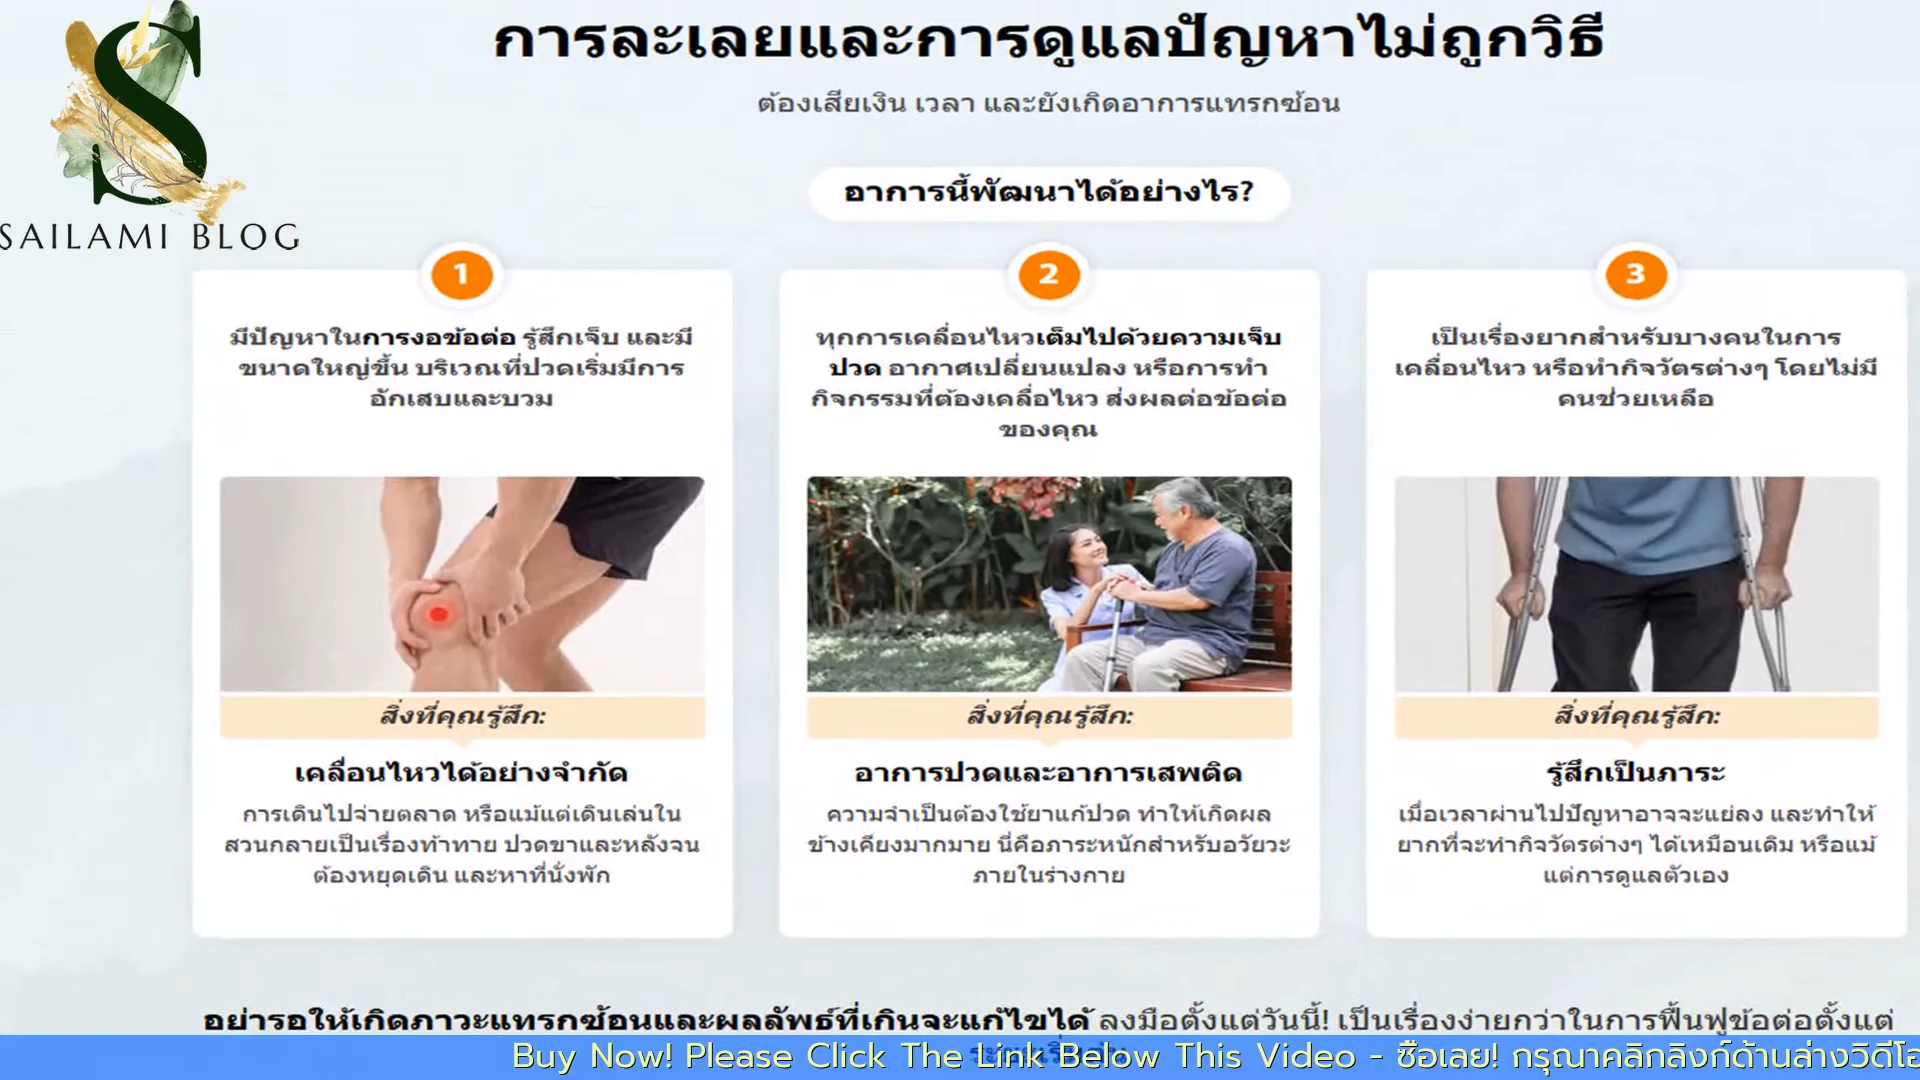 การละเลยและการดูแลปัญหาไม่ถูกวิธี
ต้องเสียเงิน เวลา และยังเกิดอาการแทรกซ้อน
อาการนี้พัฒนาได้อย่างไร?
S
SAILAMI BLOG
1
มีปัญหาในการงอข้อต่อ รู้สึกเจ็บ และมี
ขนาดใหญ่ขึ้น บริเวณที่ปวดเริ่มมีการ
อักเสบและบวม
สิ่งที่คุณรู้สึก:
เคลื่อนไหวได้อย่างจำกัด
การเดินไปจ่ายตลาด หรือแม้แต่เดินเล่นใน
สวนกลายเป็นเรื่องท้าทาย ปวดขาและหลังจน
ต้องหยุดเดิน และหาที่นั่งพัก
2
ทุกการเคลื่อนไหวเต็มไปด้วยความเจ็บ
ปวด อากาศเปลี่ยนแปลง หรือการทำ
กิจกรรมที่ต้องเคลื่อไหว ส่งผลต่อข้อต่อ
ของคุณ
สิ่งที่คุณรู้สึก:
อาการปวดและอาการเสพติด
ความจำเป็นต้องใช้ยาแก้ปวด ทำให้เกิดผล
ข้างเคียงมากมาย นี่คือภาระหนักสำหรับอวัยวะ
ภายในร่างกาย
3
เป็นเรื่องยากสำหรับบางคนในการ
เคลื่อนไหว หรือทำกิจวัตรต่างๆ โดยไม่มี
คนช่วยเหลือ
สิ่งที่คุณรู้สึก:
รู้สึกเป็นภาระ
เมื่อเวลาผ่านไปปัญหาอาจจะแย่ลง และทำให้
ยากที่จะทำกิจวัตรต่างๆ ได้เหมือนเดิม หรือแม้
แต่การดูแลตัวเอง
อย่ารอให้เกิดภาวะแทรกซ้อนและผลลัพธ์ที่เกินจะแก้ไขได้ ลงมือตั้งแต่วันนี้! เป็นเรื่องง่ายกว่าในการฟื้นฟูข้อต่อตั้งแต่
Buy Now! Please Click The Link Below This Video - ซื้อเลย! กรุณาคลิกลิงก์ด้านล่างวิดีโอ